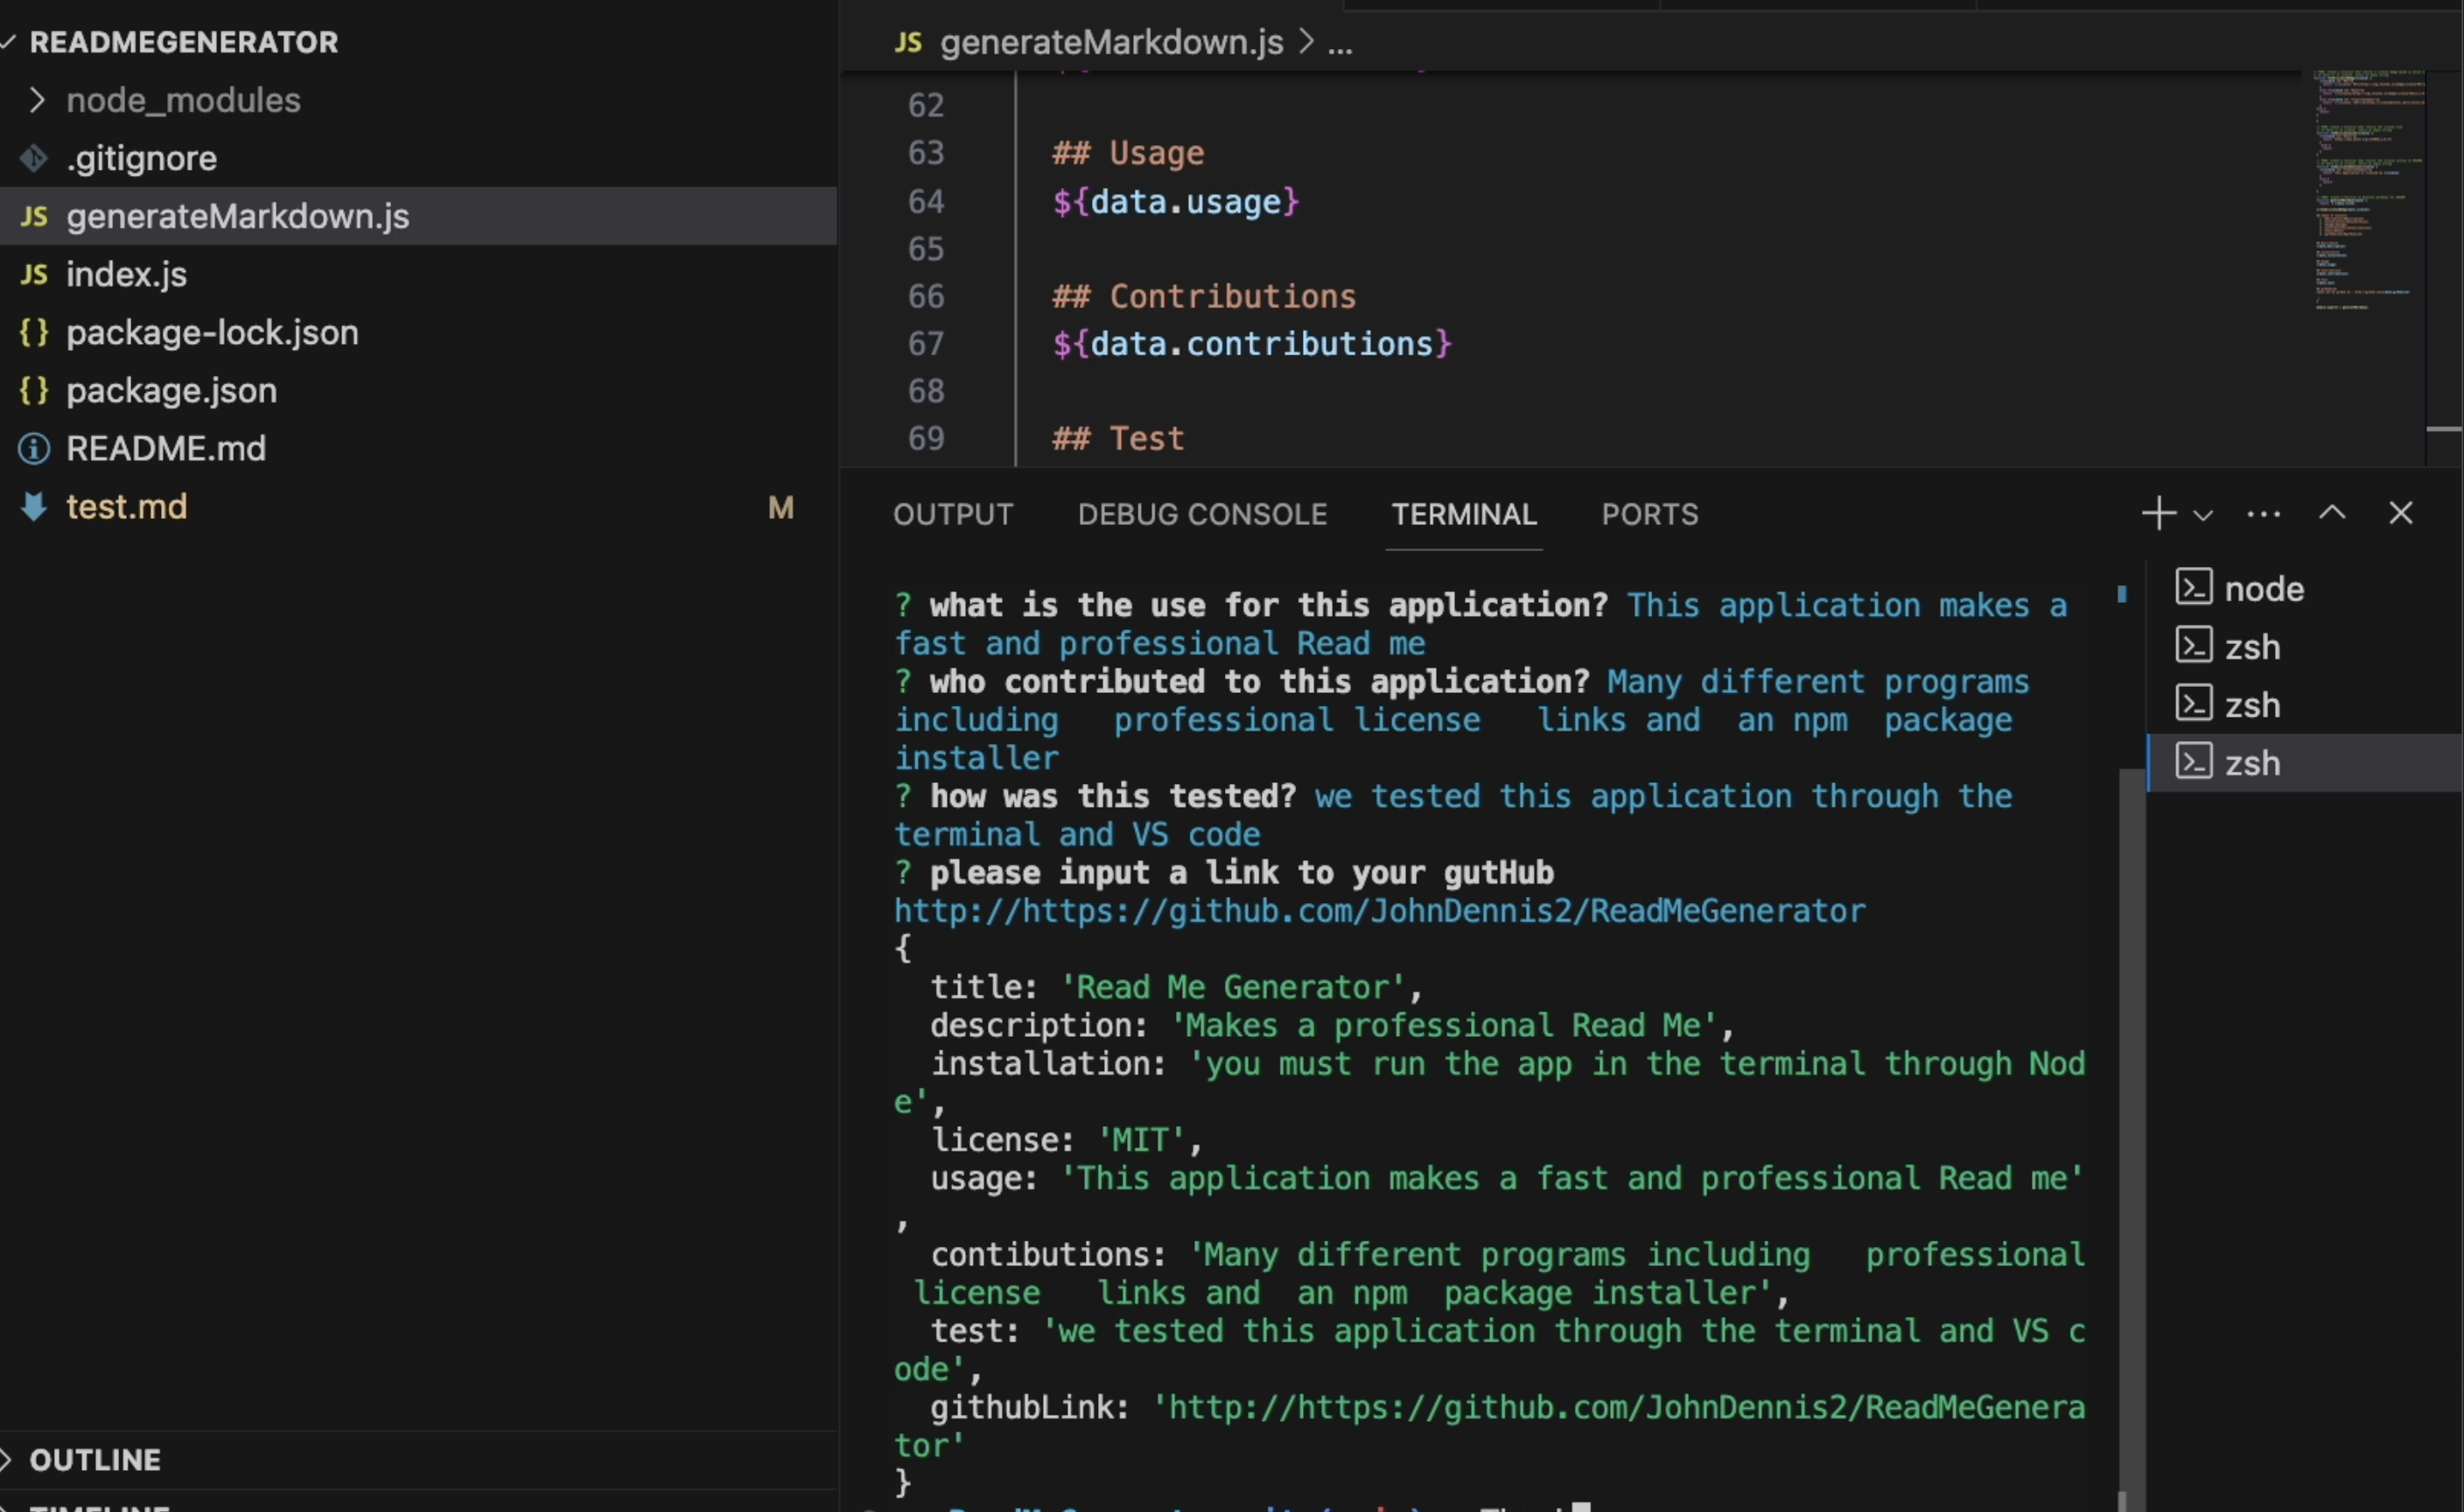 READMEGENERATOR
node_modules
.gitignore
JS generateMarkdown.js
JS index.js
{} package-lock.json
{} package.json
README.md
test.md M
OUTLINE
TIMELINE
JS generateMarkdown.js > ...
62
63 ## Usage
64 ${data.usage}
65
66 ## Contributions
67 ${data.contributions}
68
69 ## Test
OUTPUT DEBUG CONSOLE TERMINAL PORTS
? what is the use for this application? This application makes a
fast and professional Read me
? who contributed to this application? Many different programs
including   professional license   links and  an npm  package
installer
? how was this tested? we tested this application through the
terminal and VS code
? please input a link to your gutHub
http://https://github.com/JohnDennis2/ReadMeGenerator
{
  title: 'Read Me Generator',
  description: 'Makes a professional Read Me',
  installation: 'you must run the app in the terminal through Nod
e',
  license: 'MIT',
  usage: 'This application makes a fast and professional Read me'
,
  contibutions: 'Many different programs including   professional
 license   links and  an npm  package installer',
  test: 'we tested this application through the terminal and VS c
ode',
  githubLink: 'http://https://github.com/JohnDennis2/ReadMeGenera
tor'
}
node
zsh
zsh
zsh